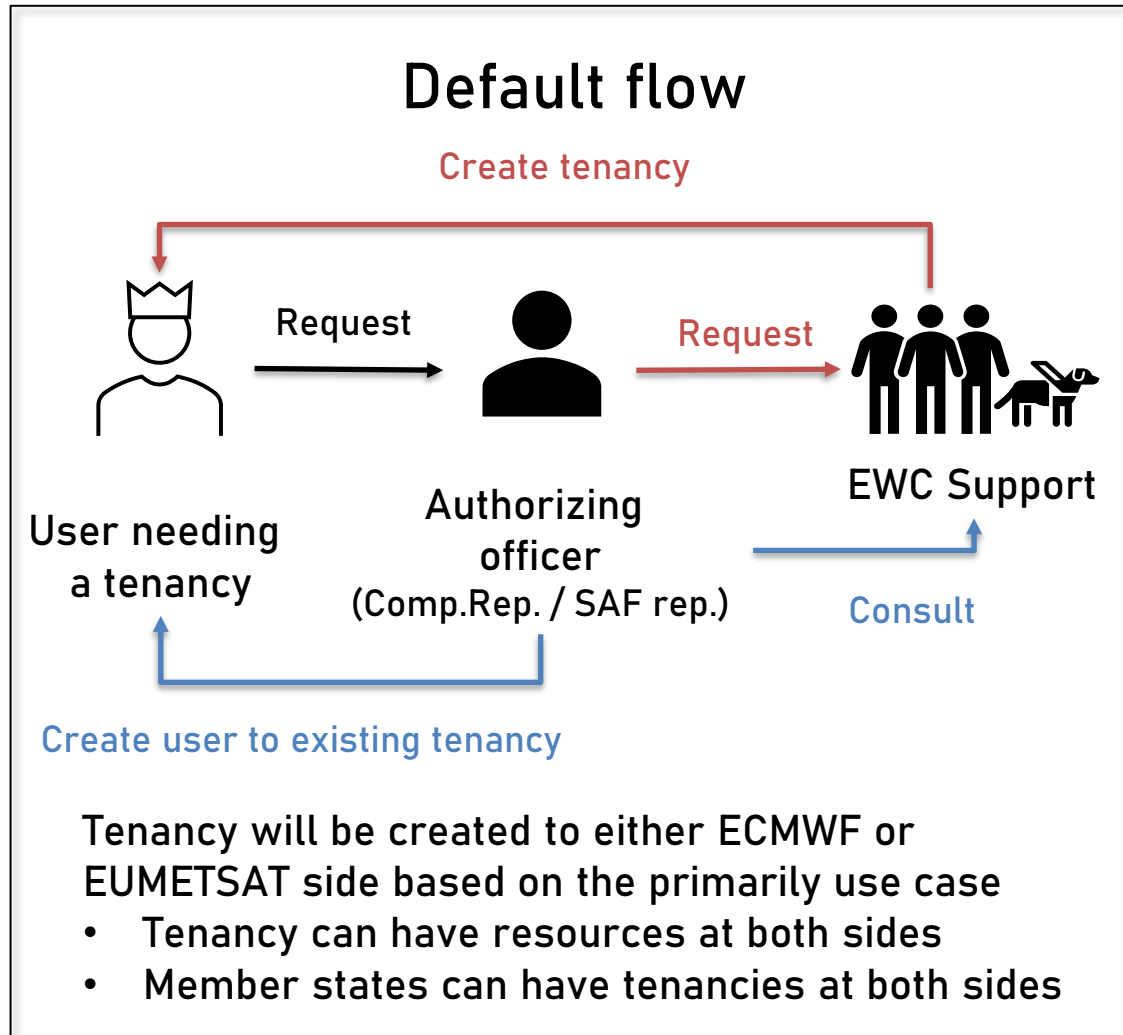 Default flow
Create tenancy
Request
Request
EWC Support
User needing
a tenancy
Authorizing
officer
(Comp.Rep. / SAF rep.)
Consult
Create user to existing tenancy
Tenancy will be created to either ECMWF or
EUMETSAT side based on the primarily use case
• Tenancy can have resources at both sides
• Member states can have tenancies at both sides